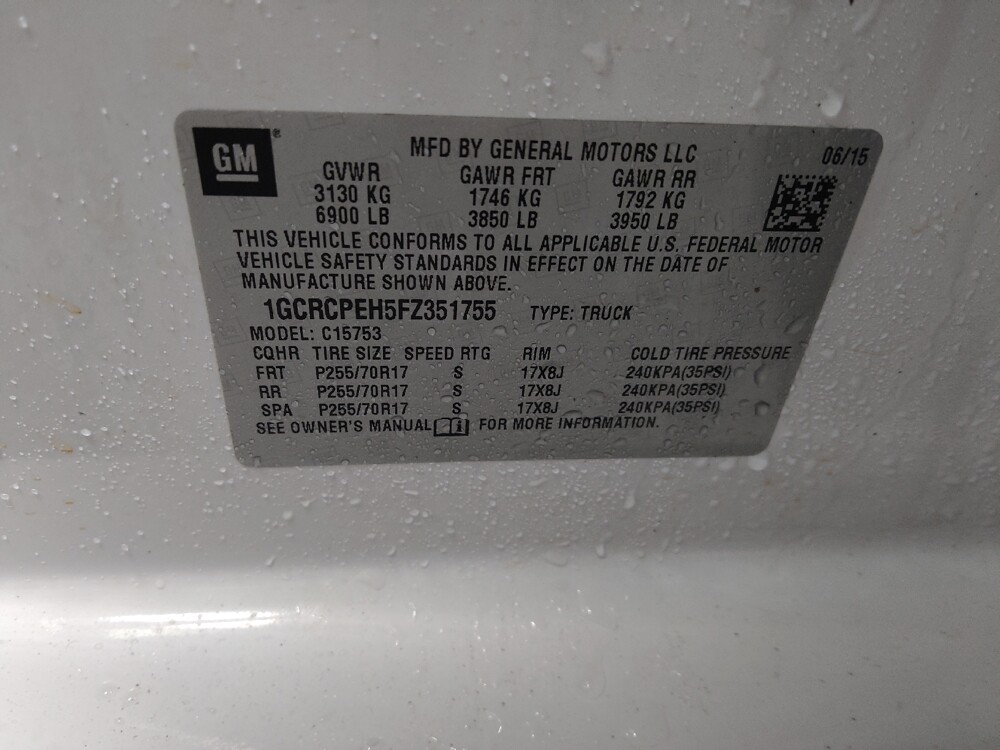 GM®
MFD BY GENERAL MOTORS LLC 06/15
GVWR GAWR FRT GAWR RR
3130 KG 1746 KG 1792 KG
6900 LB 3850 LB 3950 LB
THIS VEHICLE CONFORMS TO ALL APPLICABLE U.S. FEDERAL MOTOR
VEHICLE SAFETY STANDARDS IN EFFECT ON THE DATE OF
MANUFACTURE SHOWN ABOVE.
1GCRCPEH5FZ351755 TYPE: TRUCK
MODEL: C15753
CQHR TIRE SIZE SPEED RTG RIM COLD TIRE PRESSURE
FRT P255/70R17 S 17X8J 240KPA(35PSI)
RR P255/70R17 S 17X8J 240KPA(35PSI)
SPA P255/70R17 S 17X8J 240KPA(35PSI)
SEE OWNER'S MANUAL FOR MORE INFORMATION.